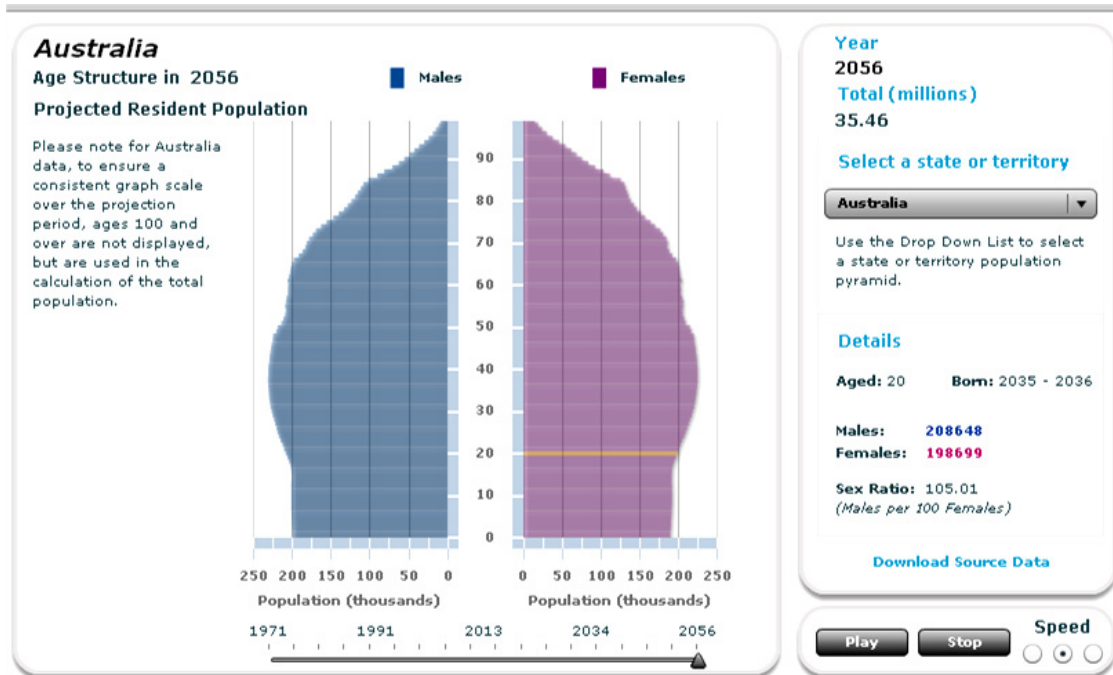 Australia
Age Structure in 2056
Males
Females
Projected Resident Population
Please note for Australia
data, to ensure a
consistent graph scale
over the projection
period, ages 100 and
over are not displayed,
but are used in the
calculation of the total
population.
90
80
70
60
50
40
30
20
10
0
250 200 150 100 50 0
0 50 100 150 200 250
Population (thousands)
Population (thousands)
1971 1991 2013 2034 2056
Year
2056
Total (millions)
35.46
Select a state or territory
Australia
Use the Drop Down List to select
a state or territory population
pyramid.
Details
Aged: 20 Born: 2035 - 2036
Males: 208648
Females: 198699
Sex Ratio: 105.01
(Males per 100 Females)
Download Source Data
Play
Stop
Speed